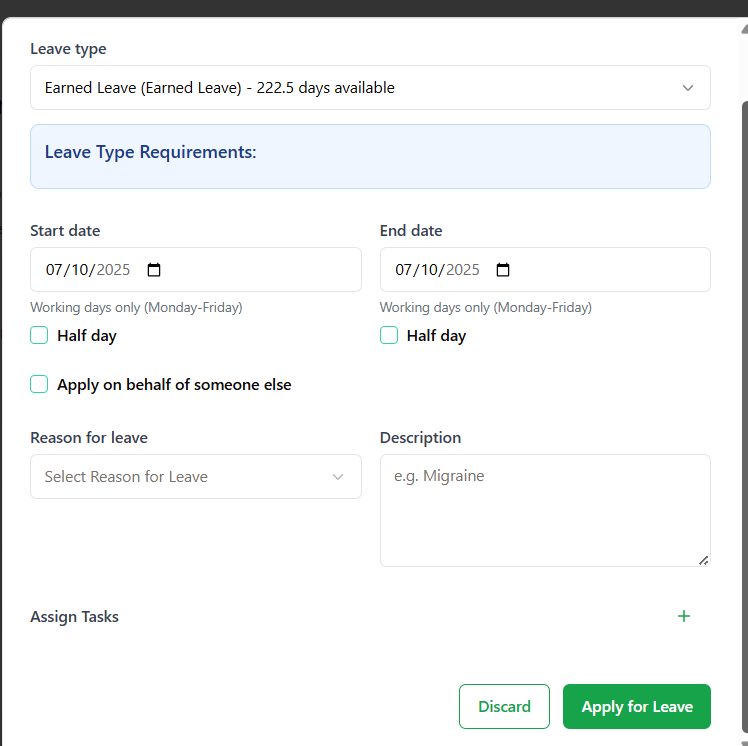 Leave type
Earned Leave (Earned Leave) - 222.5 days available
Leave Type Requirements:
Start date End date
07/10/2025 07/10/2025
Working days only (Monday-Friday) Working days only (Monday-Friday)
Half day Half day
Apply on behalf of someone else
Reason for leave Description
Select Reason for Leave e.g. Migraine
Assign Tasks +
Discard Apply for Leave